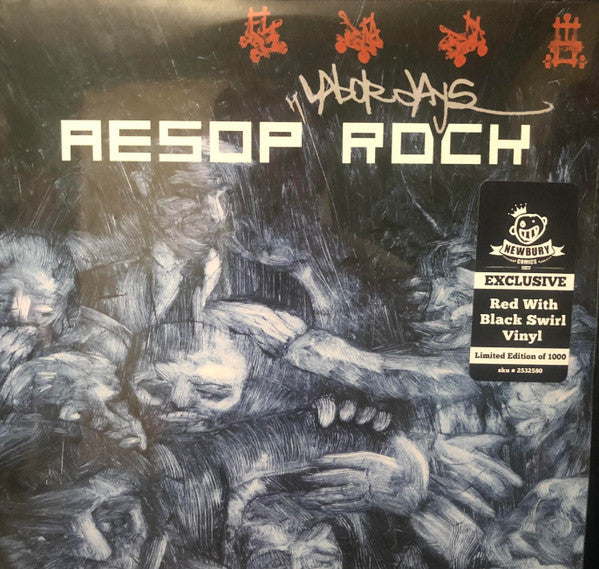 LABOR DAYS
AESOP ROCK
NEWBURY
COMICS
EXCLUSIVE
Red With
Black Swirl
Vinyl
Limited Edition of 1000
sku # 2532580